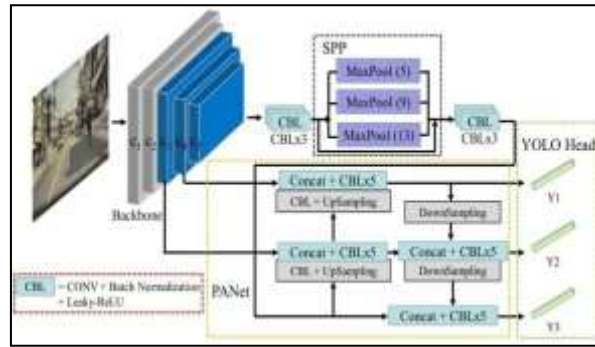 SPP
MaxPool (5)
MaxPool (9)
MaxPool (13)
CBL
CBLx3
CBL
CBLx3
YOLO Head
C1 C2
Backbone
Concat + CBLx5
CBL + UpSampling
DownSampling
Y1
Concat + CBLx5
CBL + UpSampling
Concat + CBLx5
DownSampling
Y2
PANet
Concat + CBLx5
Y3
CBL = CONV + Batch Normalization
+ Leaky-ReLU